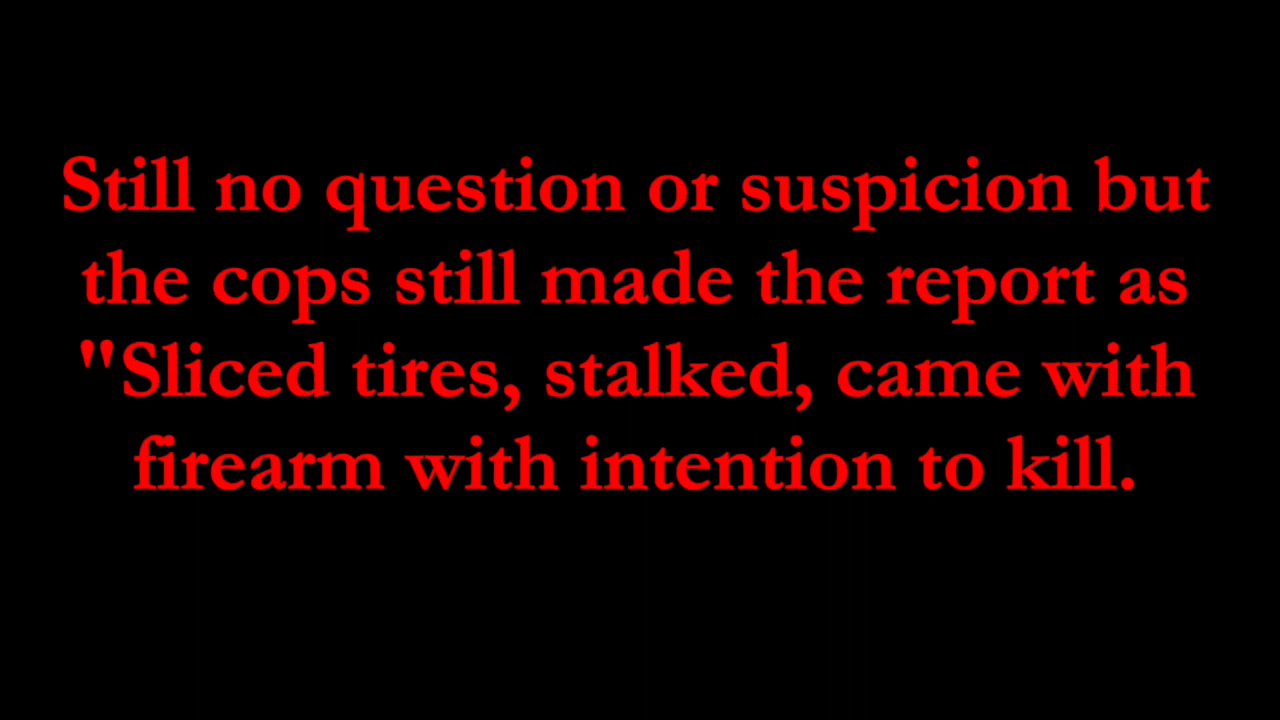 Still no question or suspicion but
the cops still made the report as
"Sliced tires, stalked, came with
firearm with intention to kill.